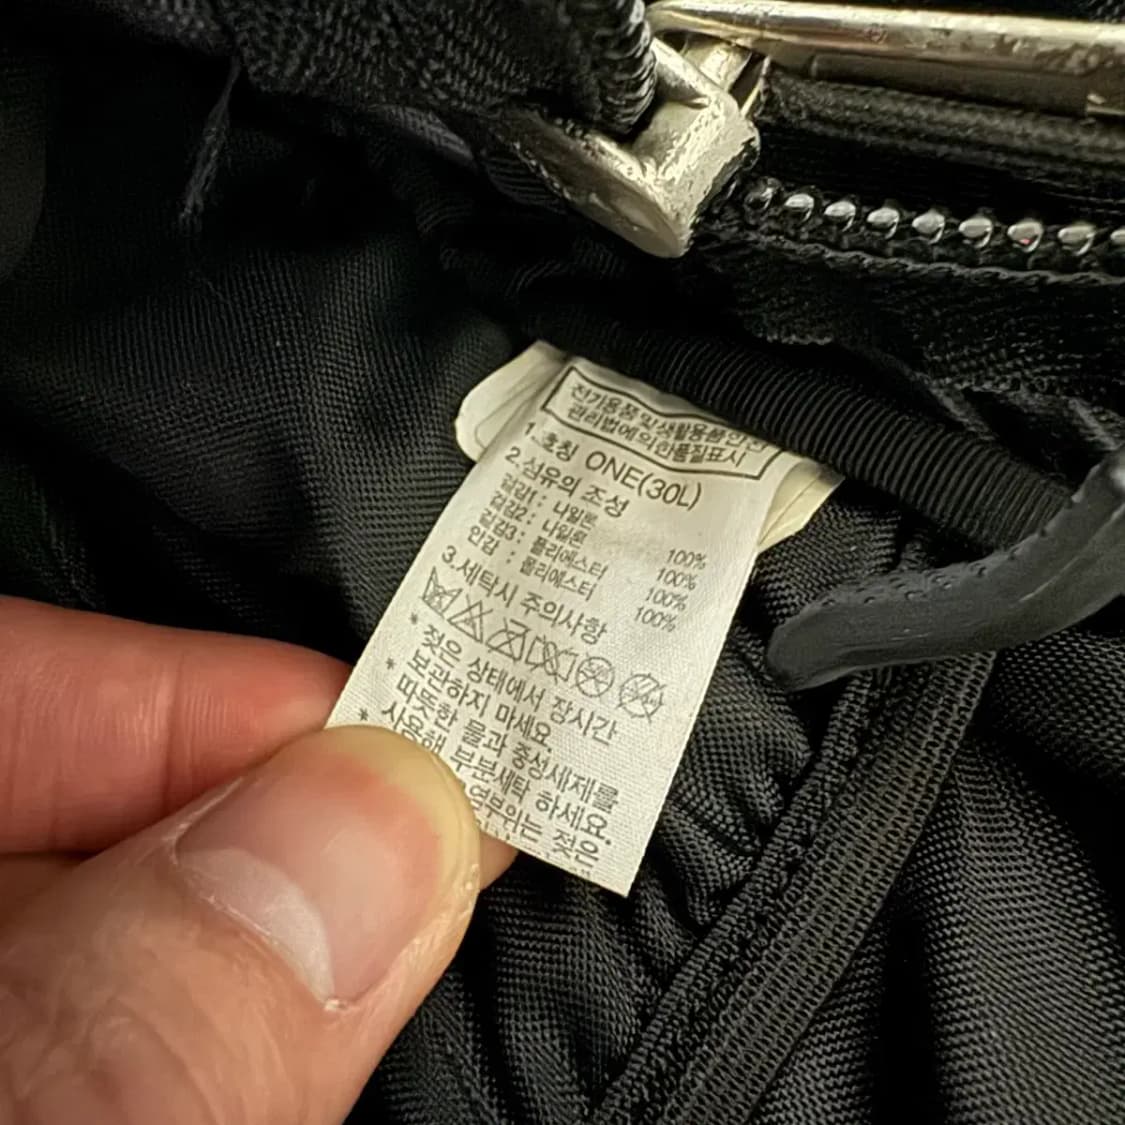 전기용품 및 생활용품안전
관리법에 의한 품질표시
1.호칭 ONE(30L)
2.섬유의 조성
겉감1 : 나일론 100%
겉감2 : 나일론 100%
겉감3 : 폴리에스터 100%
안감 : 폴리에스터 100%
3.세탁시 주의사항
* 젖은 상태에서 장시간
보관하지 마세요.
* 따뜻한 물과 중성세제를
사용해 부분세탁 하세요.
* 젖은